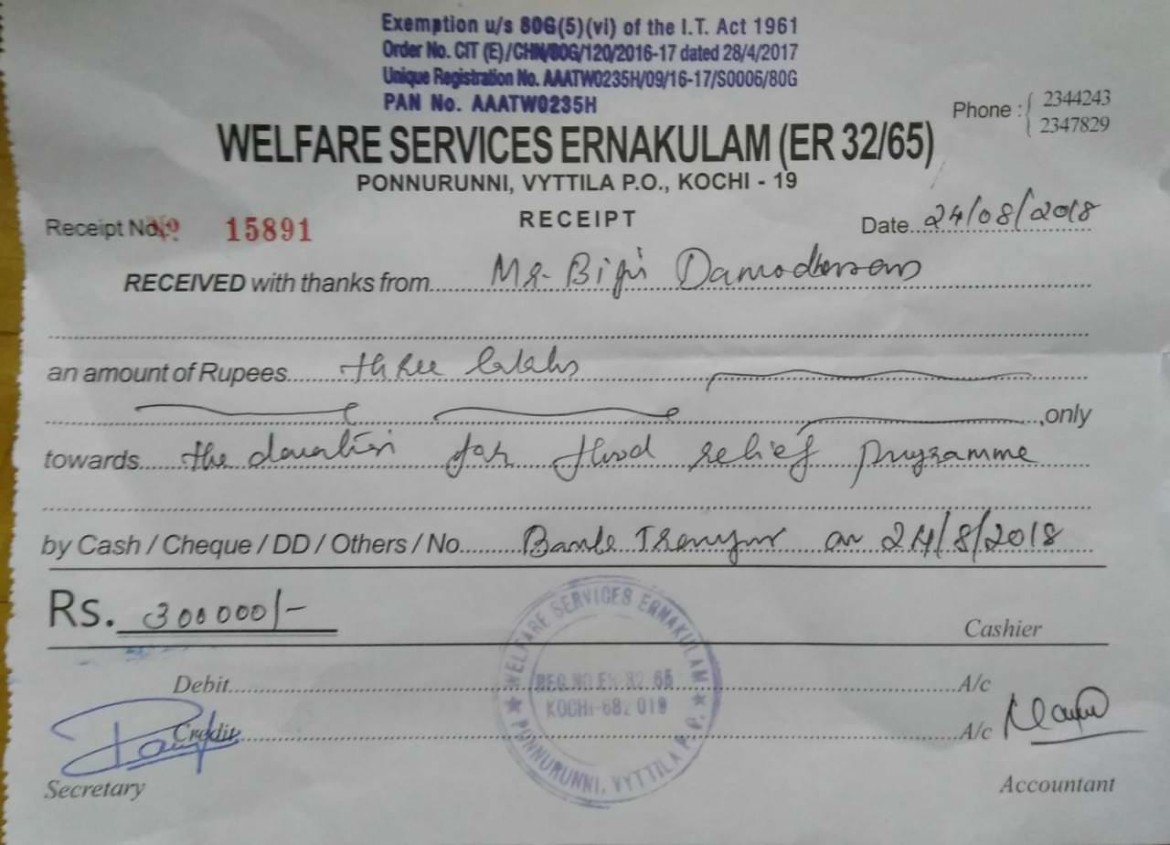 Exemption u/s 80G(5)(vi) of the I.T. Act 1961
Order No. CIT (E)/CHN/80G/120/2016-17 dated 28/4/2017
Unique Registration No. AAATW0235H/09/16-17/S0006/80G
PAN No. AAATW0235H
Phone : 2344243
2347829
WELFARE SERVICES ERNAKULAM (ER 32/65)
PONNURUNNI, VYTTILA P.O., KOCHI - 19
RECEIPT
Receipt No. № 15891
Date 24/08/2018
RECEIVED with thanks from Mr. Bipi Damodaran
an amount of Rupees three lakhs
only
towards the donation for flood relief programme
by Cash / Cheque / DD / Others / No. Bank Transfer on 24/8/2018
Rs. 300000/-
Cashier
WELFARE SERVICES ERNAKULAM
REG.NO.ER 32/65
KOCHI-682 019
PONNURUNNI, VYTTILA P.O.
Debit A/c
Credit A/c
Secretary
Accountant